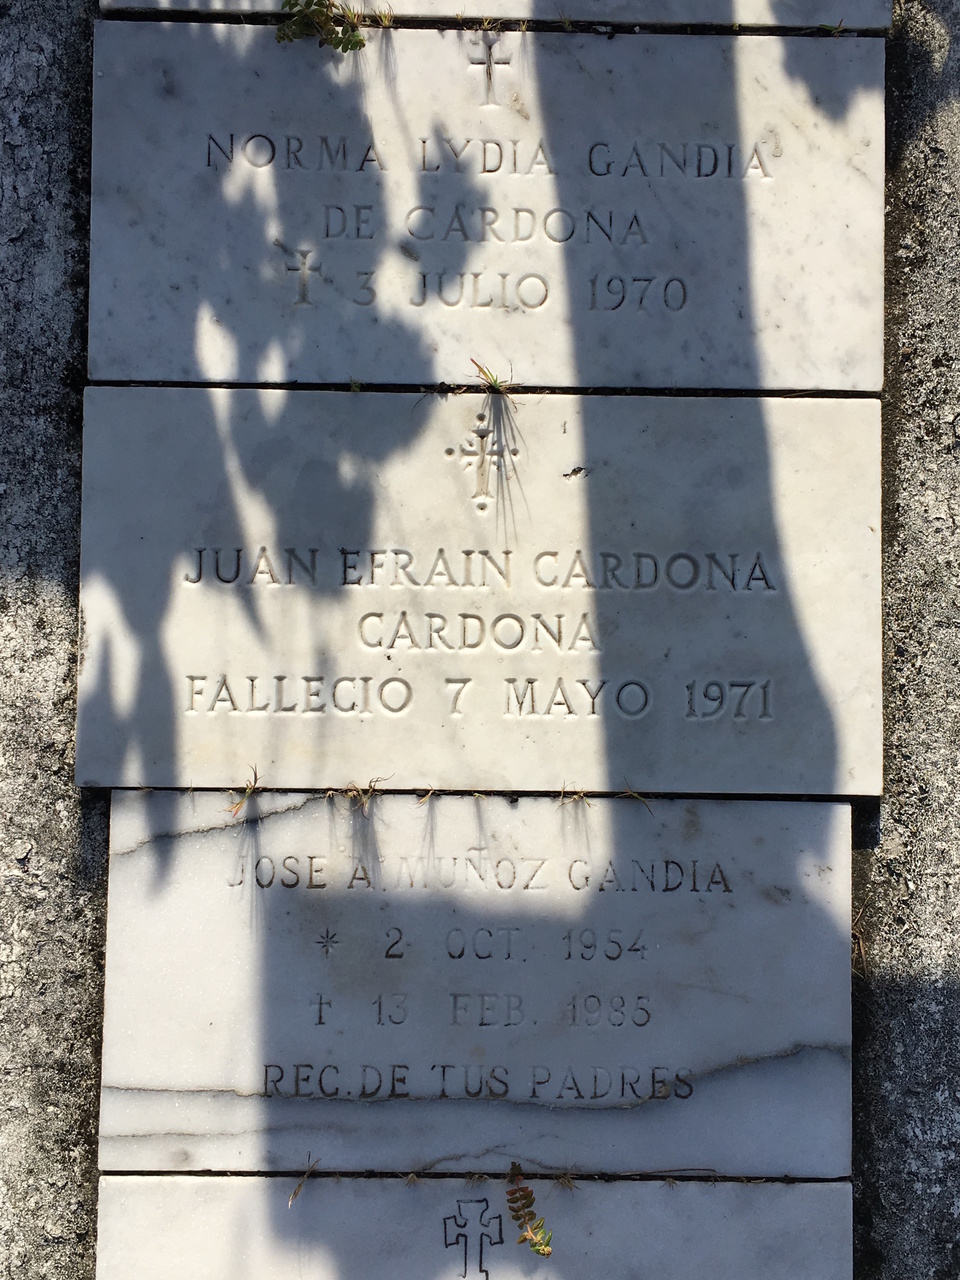 NORMA LYDIA GANDIA
DE CARDONA
✝ 3 JULIO 1970
JUAN EFRAIN CARDONA
CARDONA
FALLECIO 7 MAYO 1971
JOSE A. MUÑOZ GANDIA
✴ 2 OCT. 1954
✝ 13 FEB. 1985
REC. DE TUS PADRES